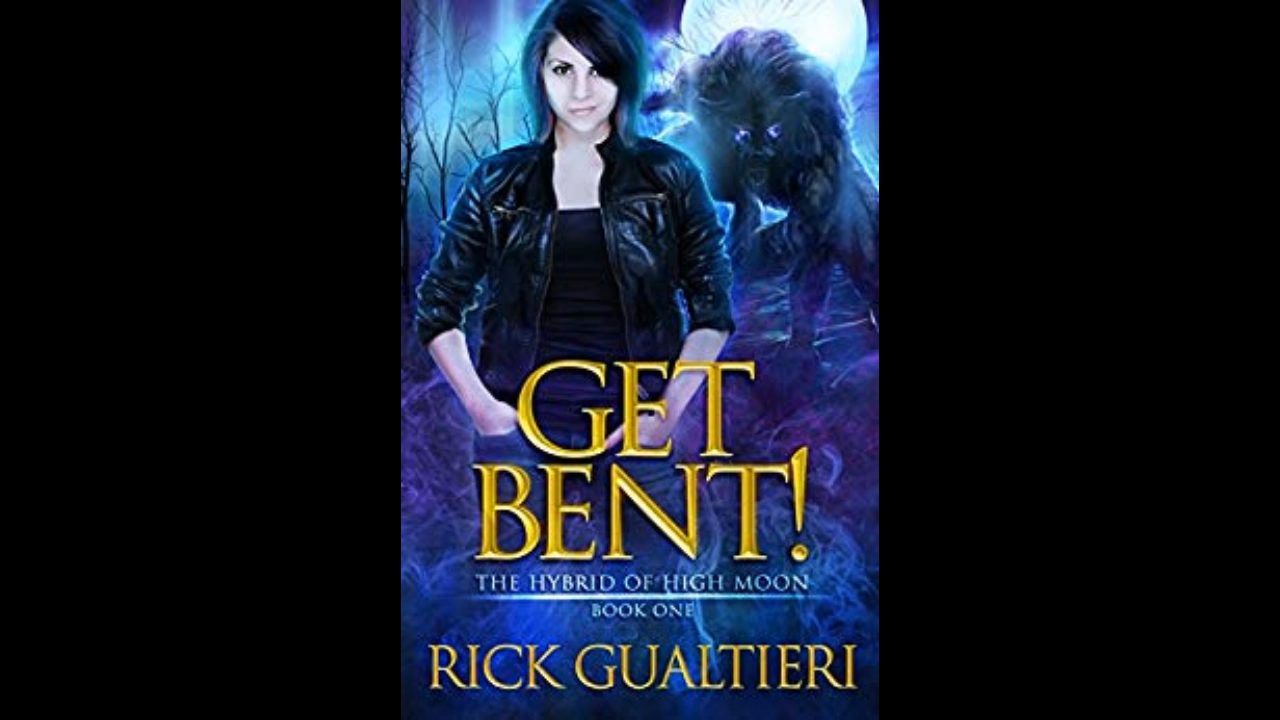 GET
BENT!
THE HYBRID OF HIGH MOON
BOOK ONE
RICK GUALTIERI